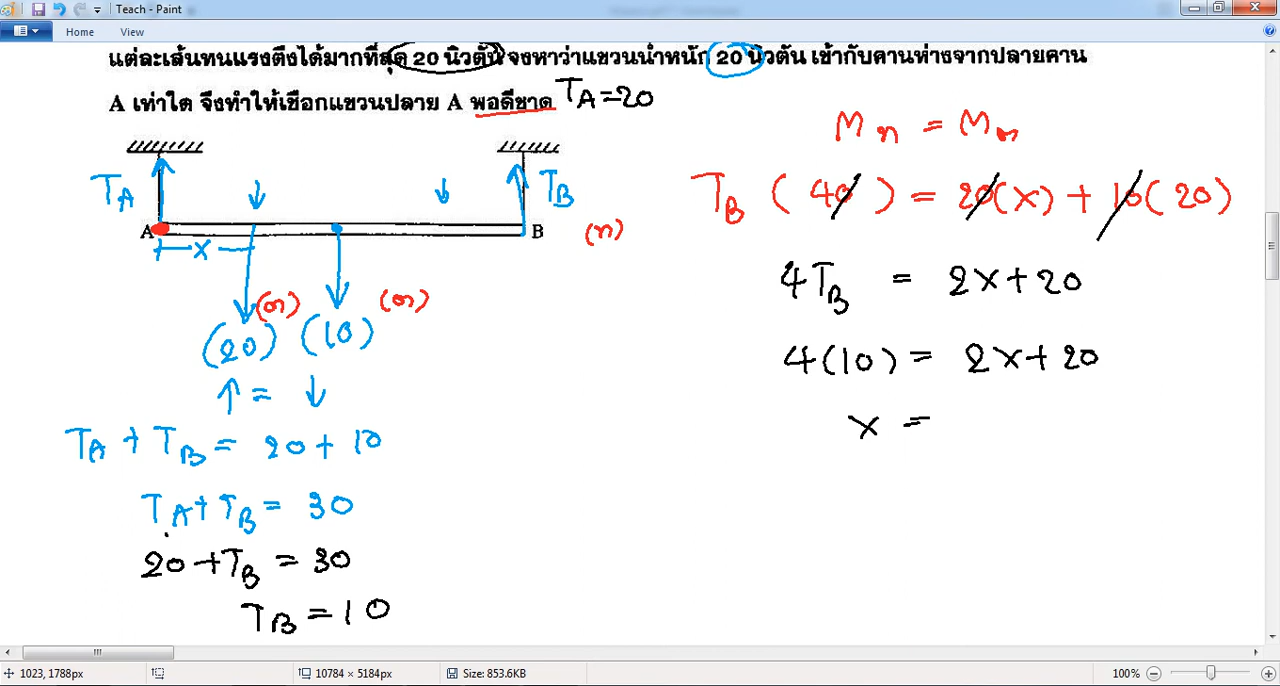 Teach - Paint
Home View
แต่ละเส้นทนแรงตึงได้มากที่สุด 20 นิวตัน จงหาว่าแขวนน้ำหนัก 20 นิวตัน เข้ากับคานห่างจากปลายคาน
A เท่าใด จึงทำให้เชือกแขวนปลาย A พอดีขาด T_A=20
M ท = M ต
T_B (40) = 20(x) + 10(20)
T_A T_B
A B (ท)
x
4T_B = 2x+20
(ต) (ต)
(20) (10)
4(10) = 2x+20
↑ = ↓
x =
T_A + T_B = 20 + 10
T_A + T_B = 30
20 + T_B = 30
T_B = 10
1023, 1788px 10784 × 5184px Size: 853.6KB 100%